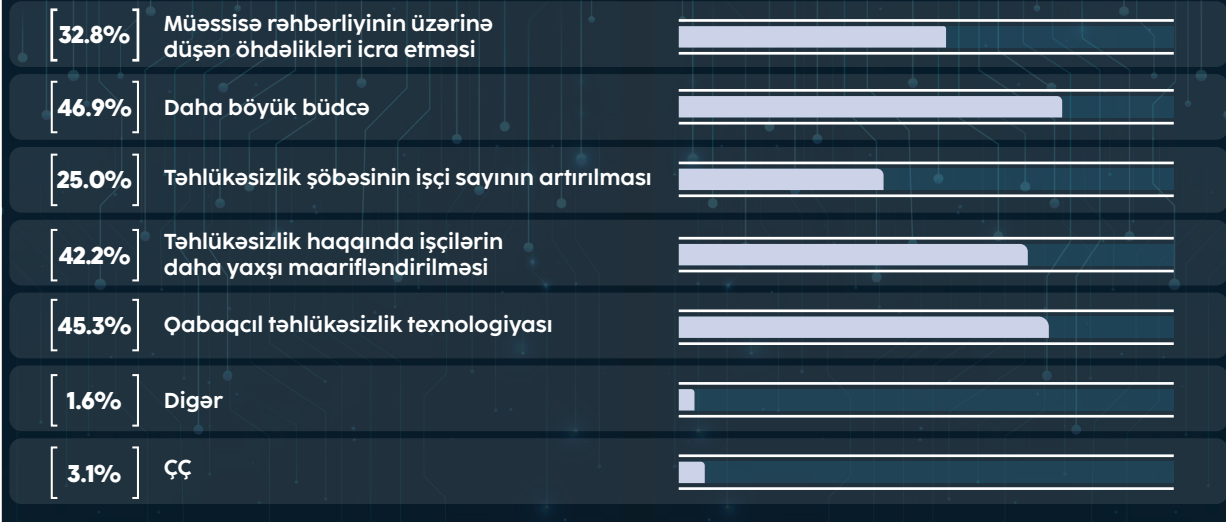 32.8%
Müəssisə rəhbərliyinin üzərinə
düşən öhdəlikləri icra etməsi
46.9%
Daha böyük büdcə
25.0%
Təhlükəsizlik şöbəsinin işçi sayının artırılması
42.2%
Təhlükəsizlik haqqında işçilərin
daha yaxşı maarifləndirilməsi
45.3%
Qabaqcıl təhlükəsizlik texnologiyası
1.6%
Digər
3.1%
ÇÇ